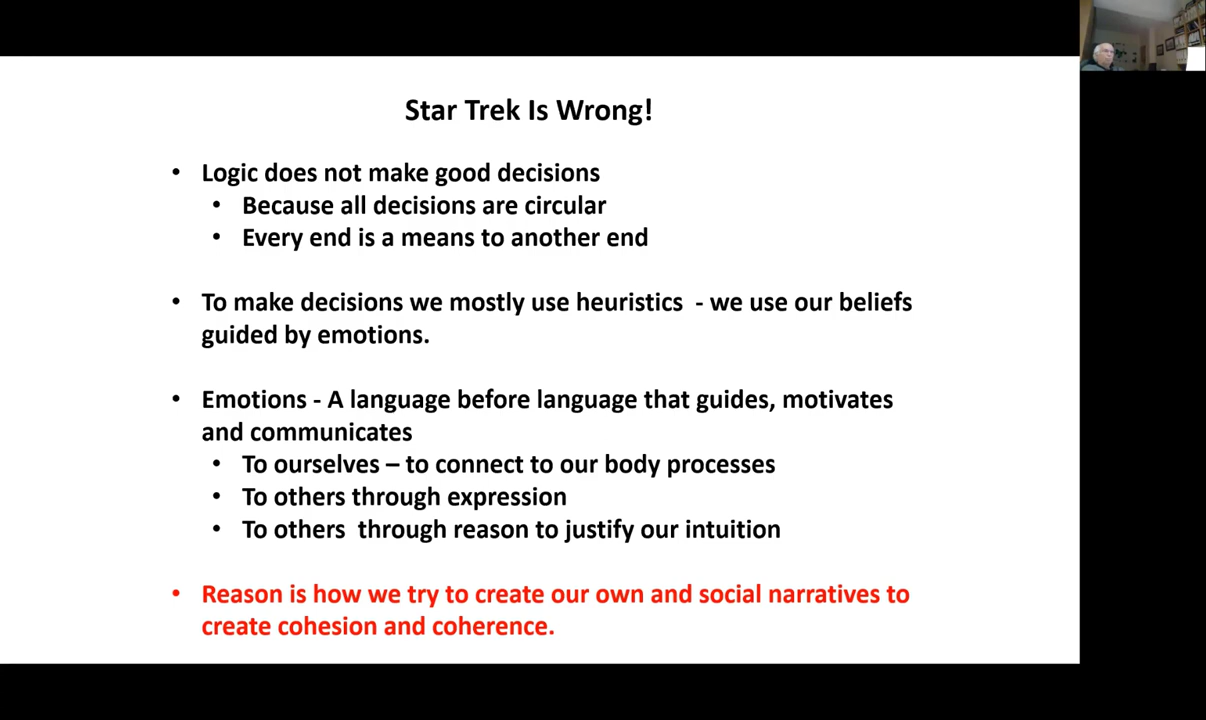 Star Trek Is Wrong!
• Logic does not make good decisions
• Because all decisions are circular
• Every end is a means to another end
• To make decisions we mostly use heuristics  - we use our beliefs
guided by emotions.
• Emotions - A language before language that guides, motivates
and communicates
• To ourselves – to connect to our body processes
• To others through expression
• To others  through reason to justify our intuition
• Reason is how we try to create our own and social narratives to
create cohesion and coherence.